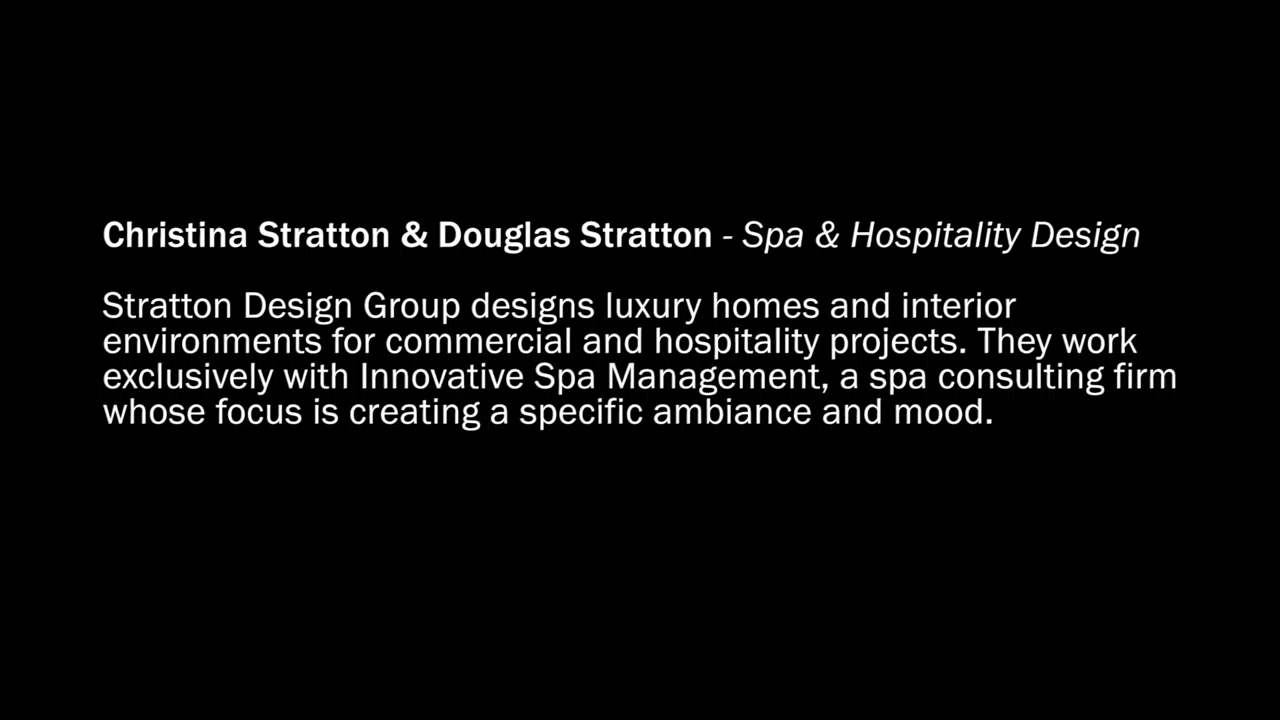 Christina Stratton & Douglas Stratton - Spa & Hospitality Design
Stratton Design Group designs luxury homes and interior
environments for commercial and hospitality projects. They work
exclusively with Innovative Spa Management, a spa consulting firm
whose focus is creating a specific ambiance and mood.